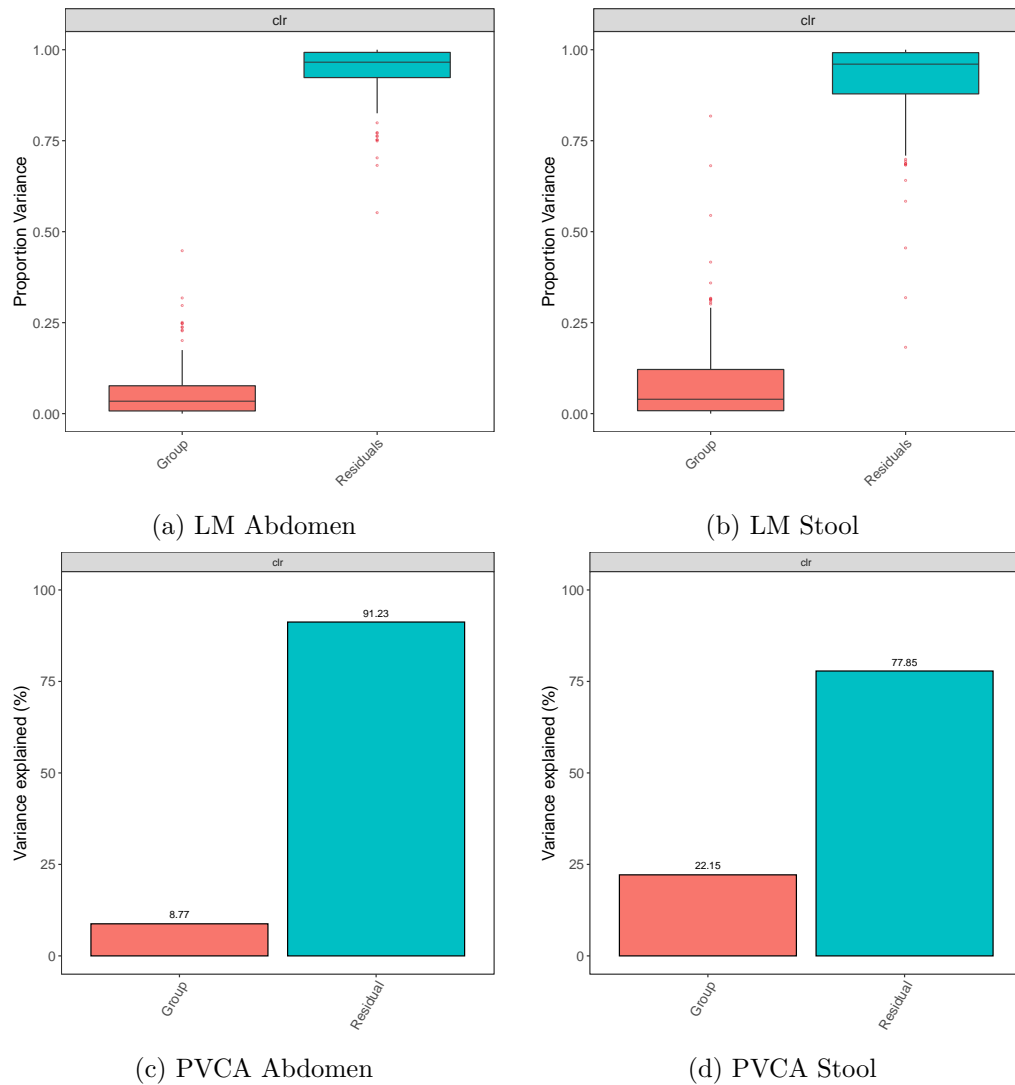 clr
Proportion Variance
1.00
0.75
0.50
0.25
0.00
Group
Residuals
(a) LM Abdomen
clr
Proportion Variance
1.00
0.75
0.50
0.25
0.00
Group
Residuals
(b) LM Stool
clr
Variance explained (%)
100
75
50
25
0
8.77
91.23
Group
Residual
(c) PVCA Abdomen
clr
Variance explained (%)
100
75
50
25
0
22.15
77.85
Group
Residual
(d) PVCA Stool